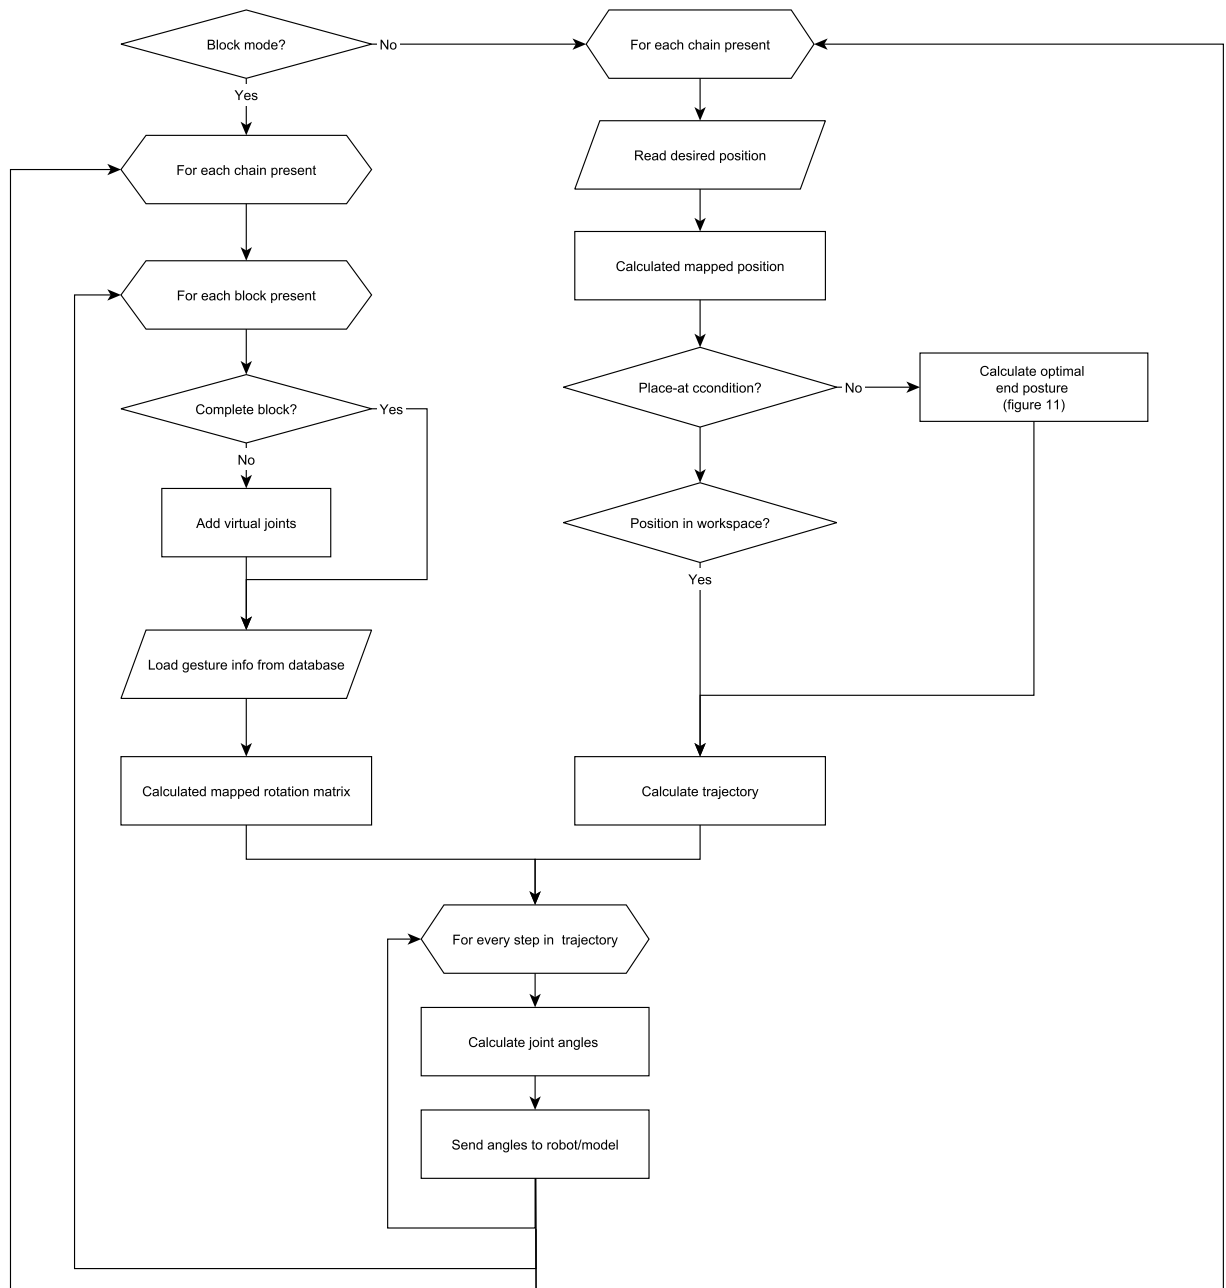 Block mode?
No
For each chain present
Yes
Read desired position
For each chain present
Calculated mapped position
For each block present
Place-at ccondition?
No
Calculate optimal
end posture
(figure 11)
Complete block?
Yes
No
Add virtual joints
Position in workspace?
Yes
Load gesture info from database
Calculated mapped rotation matrix
Calculate trajectory
For every step in trajectory
Calculate joint angles
Send angles to robot/model